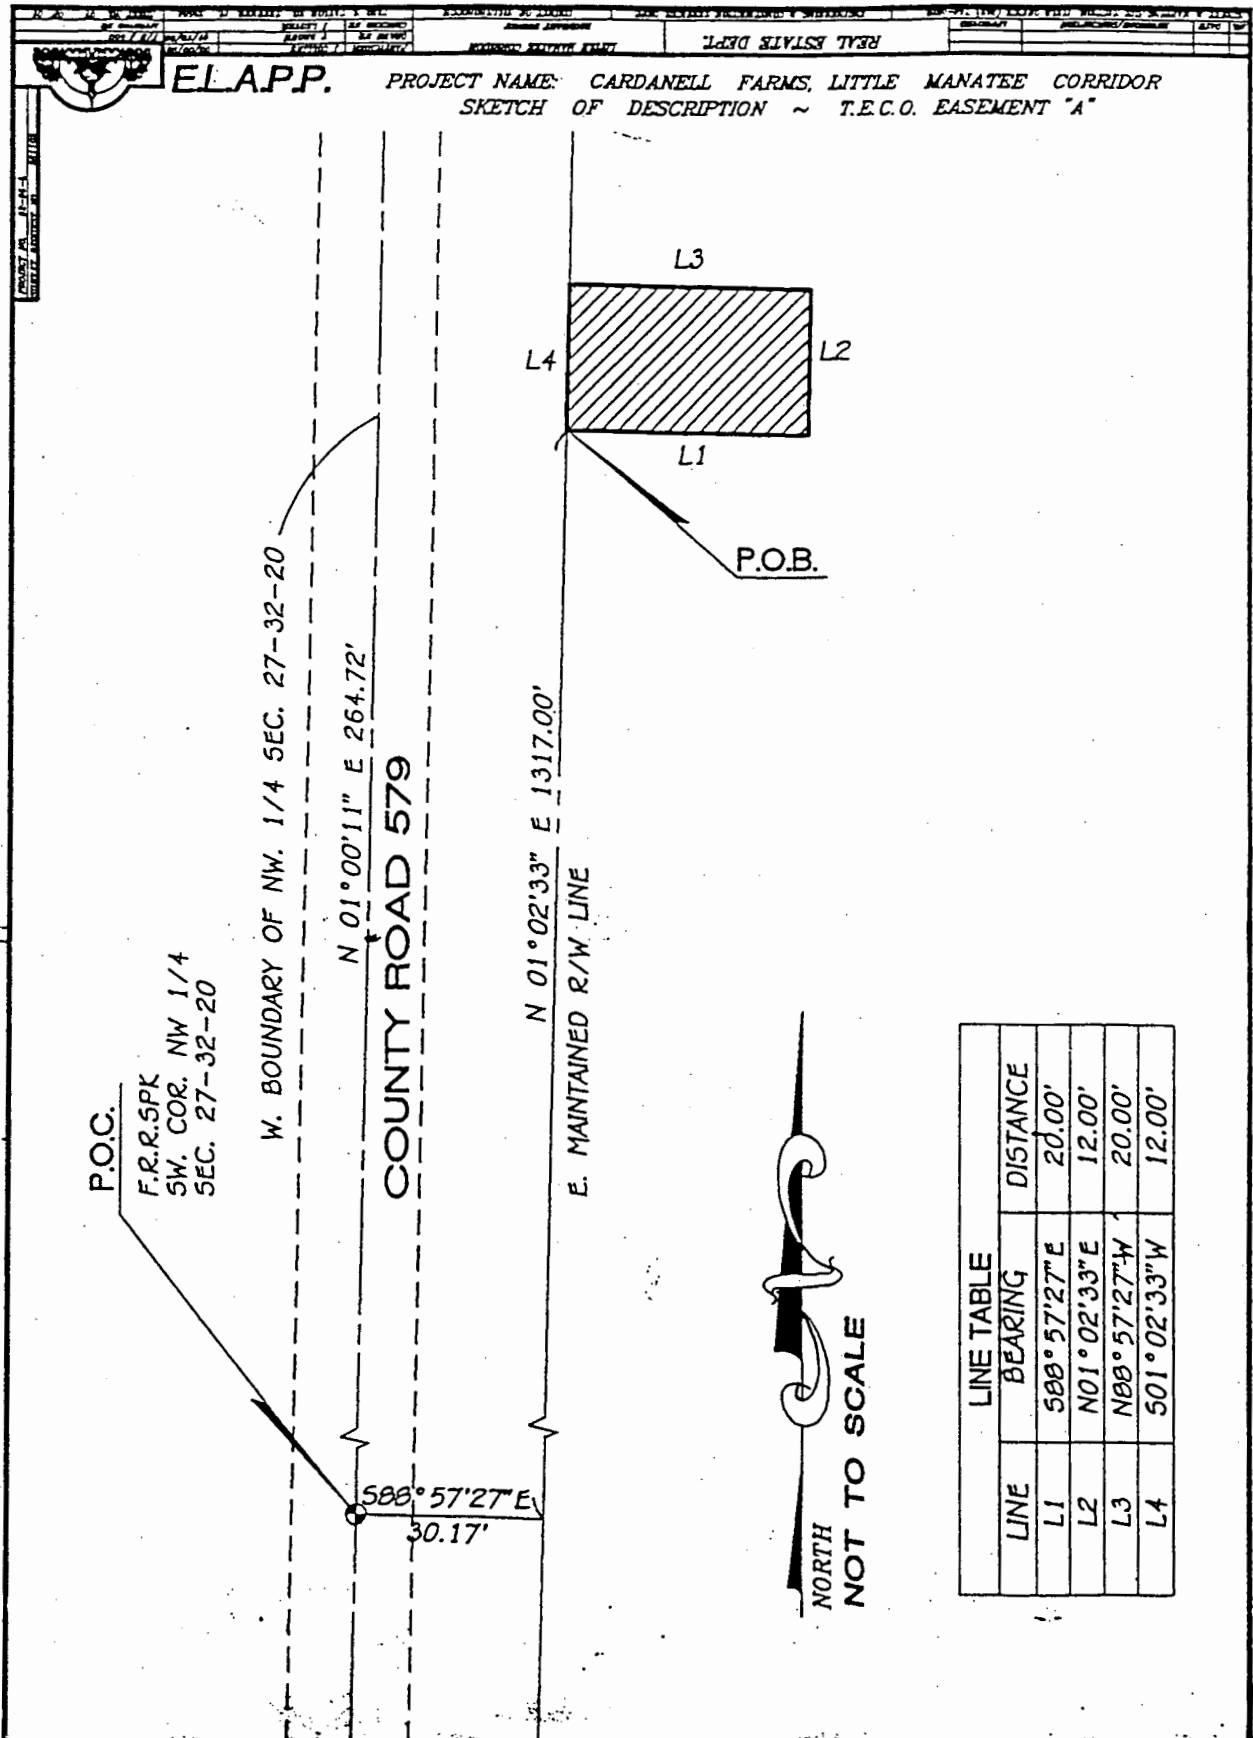 REAL ESTATE DEPT.
E.L.A.P.P.
PROJECT NAME: CARDANELL FARMS, LITTLE MANATEE CORRIDOR
SKETCH OF DESCRIPTION ~ T.E.C.O. EASEMENT "A"
L3
L4
L2
L1
P.O.B.
W. BOUNDARY OF NW. 1/4 SEC. 27-32-20
N 01°00'11" E 264.72'
COUNTY ROAD 579
N 01°02'33" E 1317.00'
E. MAINTAINED R/W LINE
P.O.C.
F.R.R.SPK
SW. COR. NW 1/4
SEC. 27-32-20
S88°57'27"E
30.17'
NORTH
NOT TO SCALE
LINE TABLE
LINE BEARING DISTANCE
L1 S88°57'27"E 20.00'
L2 N01°02'33"E 12.00'
L3 N88°57'27"W 20.00'
L4 S01°02'33"W 12.00'